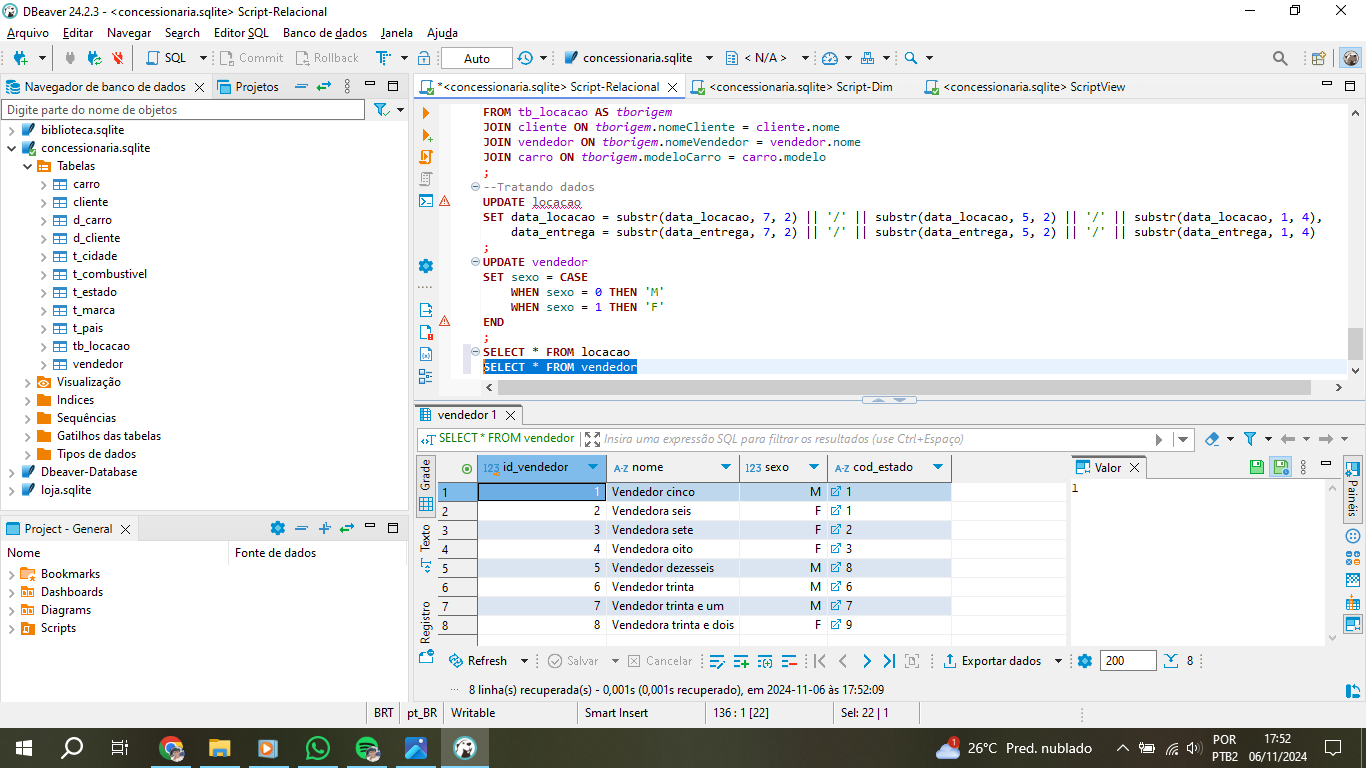 DBeaver 24.2.3 - <concessionaria.sqlite> Script-Relacional
Arquivo Editar Navegar Search Editor SQL Banco de dados Janela Ajuda
SQL Commit Rollback Auto concessionaria.sqlite < N/A >
Navegador de banco de dados Projetos
Digite parte do nome de objetos
biblioteca.sqlite
concessionaria.sqlite
Tabelas
carro
cliente
d_carro
d_cliente
t_cidade
t_combustivel
t_estado
t_marca
t_pais
tb_locacao
vendedor
Visualização
Indices
Sequências
Gatilhos das tabelas
Tipos de dados
Dbeaver-Database
loja.sqlite
Project - General
Nome Fonte de dados
Bookmarks
Dashboards
Diagrams
Scripts
*<concessionaria.sqlite> Script-Relacional <concessionaria.sqlite> Script-Dim <concessionaria.sqlite> ScriptView
FROM tb_locacao AS tborigem
JOIN cliente ON tborigem.nomeCliente = cliente.nome
JOIN vendedor ON tborigem.nomeVendedor = vendedor.nome
JOIN carro ON tborigem.modeloCarro = carro.modelo
;
--Tratando dados
UPDATE locacao
SET data_locacao = substr(data_locacao, 7, 2) || '/' || substr(data_locacao, 5, 2) || '/' || substr(data_locacao, 1, 4),
data_entrega = substr(data_entrega, 7, 2) || '/' || substr(data_entrega, 5, 2) || '/' || substr(data_entrega, 1, 4)
;
UPDATE vendedor
SET sexo = CASE
WHEN sexo = 0 THEN 'M'
WHEN sexo = 1 THEN 'F'
END
;
SELECT * FROM locacao
SELECT * FROM vendedor
vendedor 1
SELECT * FROM vendedor Insira uma expressão SQL para filtrar os resultados (use Ctrl+Espaço)
Grade
Texto
Registro
123 id_vendedor A-Z nome 123 sexo A-Z cod_estado
1 1 Vendedor cinco M 1
2 2 Vendedora seis F 1
3 3 Vendedora sete F 2
4 4 Vendedora oito F 3
5 5 Vendedor dezesseis M 8
6 6 Vendedor trinta M 6
7 7 Vendedor trinta e um M 7
8 8 Vendedora trinta e dois F 9
Valor
1
Painéis
Refresh Salvar Cancelar Exportar dados 200 8
8 linha(s) recuperada(s) - 0,001s (0,001s recuperado), em 2024-11-06 às 17:52:09
BRT pt_BR Writable Smart Insert 136 : 1 [22] Sel: 22 | 1
1 26°C Pred. nublado POR PTB2 17:52 06/11/2024